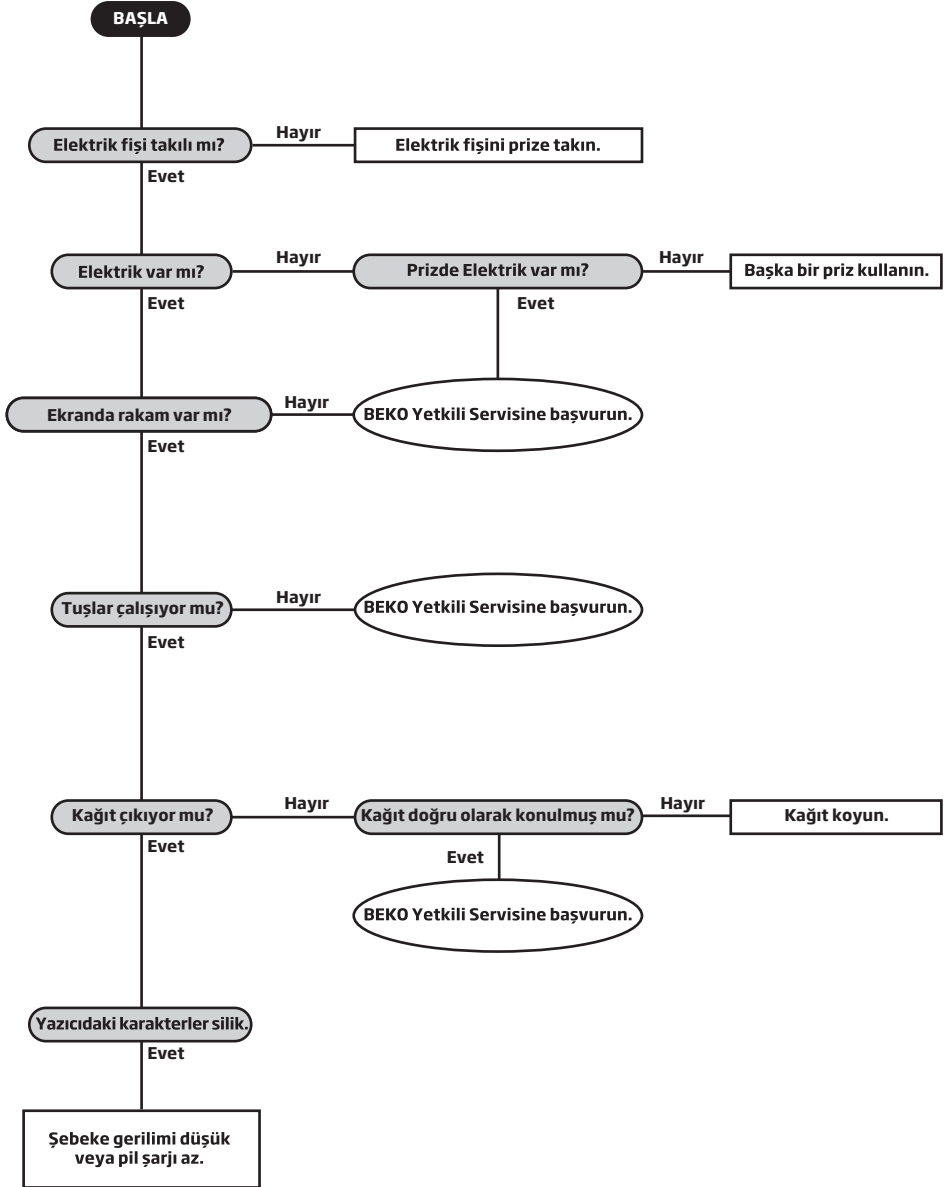 BAŞLA
Elektrik fişi takılı mı?
Hayır
Elektrik fişini prize takın.
Evet
Elektrik var mı?
Hayır
Prizde Elektrik var mı?
Hayır
Başka bir priz kullanın.
Evet
Evet
Ekranda rakam var mı?
Hayır
BEKO Yetkili Servisine başvurun.
Evet
Tuşlar çalışıyor mu?
Hayır
BEKO Yetkili Servisine başvurun.
Evet
Kağıt çıkıyor mu?
Hayır
Kağıt doğru olarak konulmuş mu?
Hayır
Kağıt koyun.
Evet
Evet
BEKO Yetkili Servisine başvurun.
Yazıcıdaki karakterler silik.
Evet
Şebeke gerilimi düşük
veya pil şarjı az.